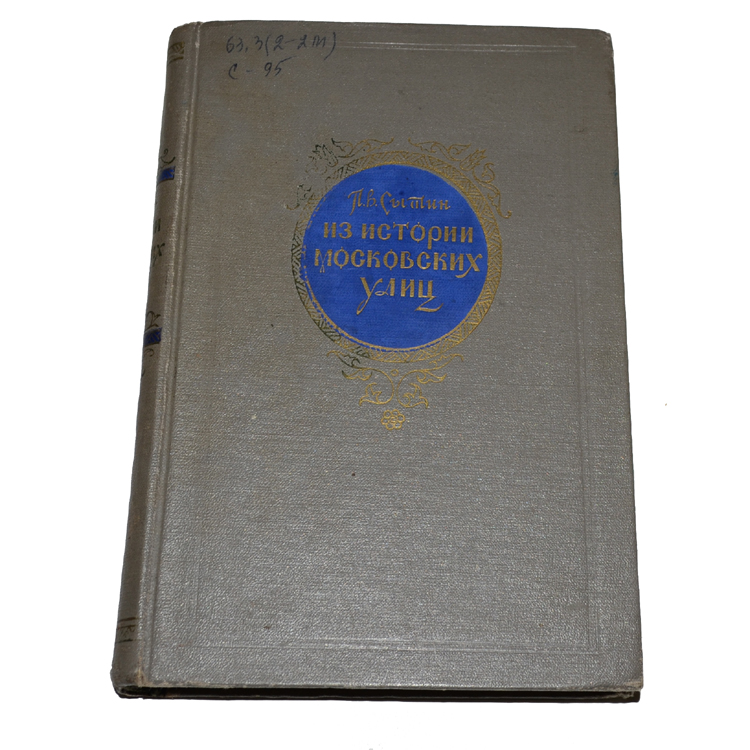 63.3(2-2М)
С-95
П.В. Сытин
ИЗ ИСТОРИИ
МОСКОВСКИХ
УЛИЦ